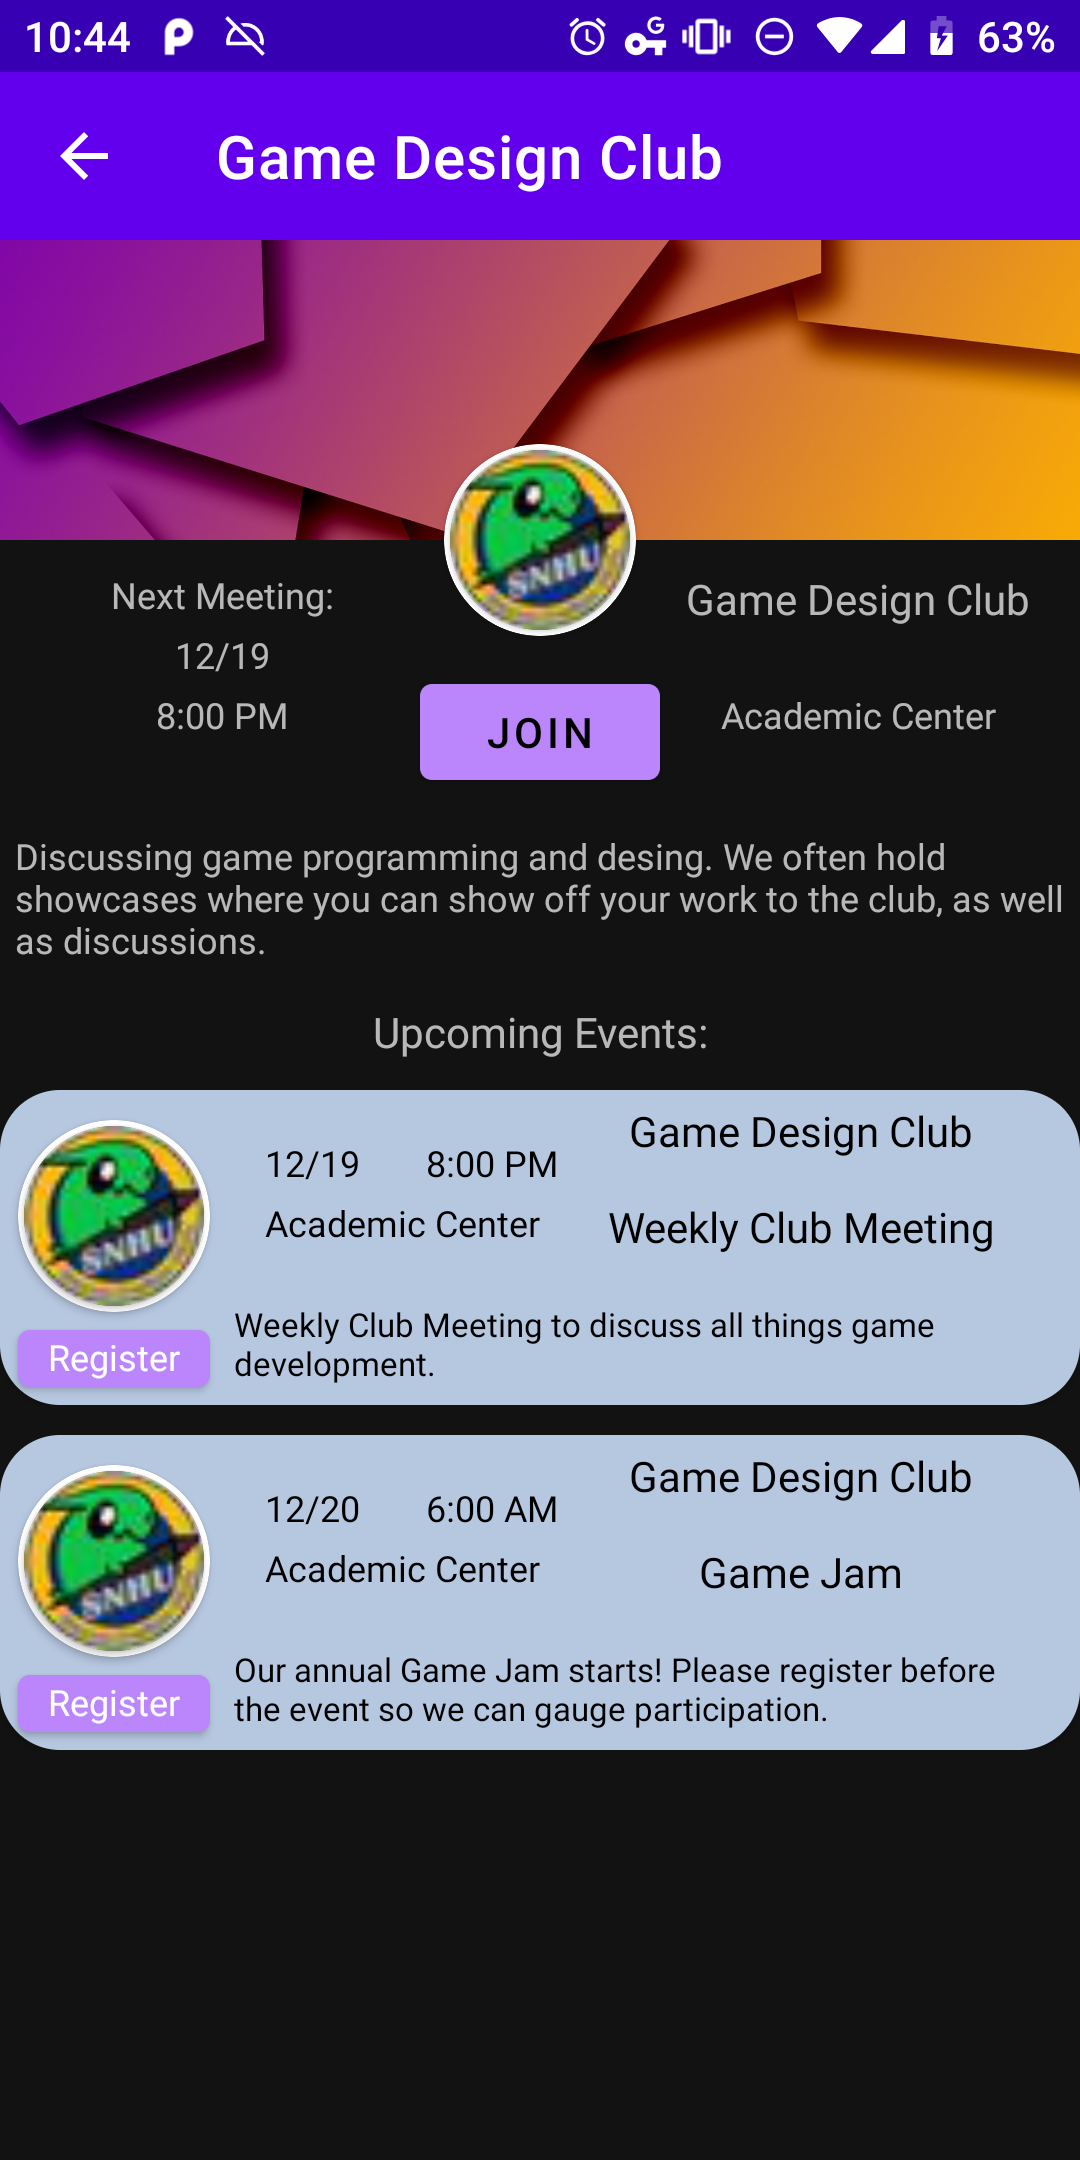 10:44 63%
Game Design Club
SNHU
Next Meeting:
12/19
8:00 PM
JOIN
Game Design Club
Academic Center
Discussing game programming and desing. We often hold
showcases where you can show off your work to the club, as well
as discussions.
Upcoming Events:
SNHU
Register
12/19 8:00 PM
Academic Center
Game Design Club
Weekly Club Meeting
Weekly Club Meeting to discuss all things game
development.
SNHU
Register
12/20 6:00 AM
Academic Center
Game Design Club
Game Jam
Our annual Game Jam starts! Please register before
the event so we can gauge participation.